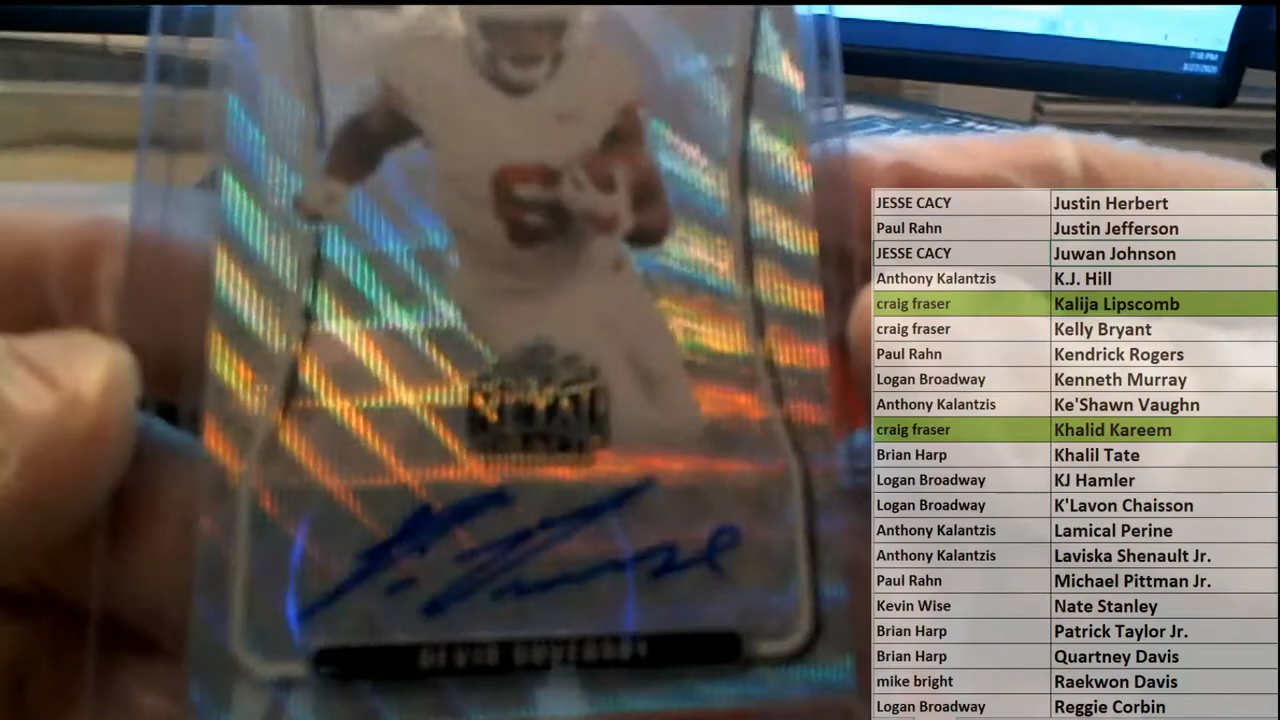 7:18 PM
6
JESSE CACY Justin Herbert
Paul Rahn Justin Jefferson
JESSE CACY Juwan Johnson
Anthony Kalantzis K.J. Hill
craig fraser Kalija Lipscomb
craig fraser Kelly Bryant
Paul Rahn Kendrick Rogers
Logan Broadway Kenneth Murray
Anthony Kalantzis Ke'Shawn Vaughn
craig fraser Khalid Kareem
Brian Harp Khalil Tate
Logan Broadway KJ Hamler
Logan Broadway K'Lavon Chaisson
Anthony Kalantzis Lamical Perine
Anthony Kalantzis Laviska Shenault Jr.
Paul Rahn Michael Pittman Jr.
Kevin Wise Nate Stanley
Brian Harp Patrick Taylor Jr.
Brian Harp Quartney Davis
mike bright Raekwon Davis
Logan Broadway Reggie Corbin